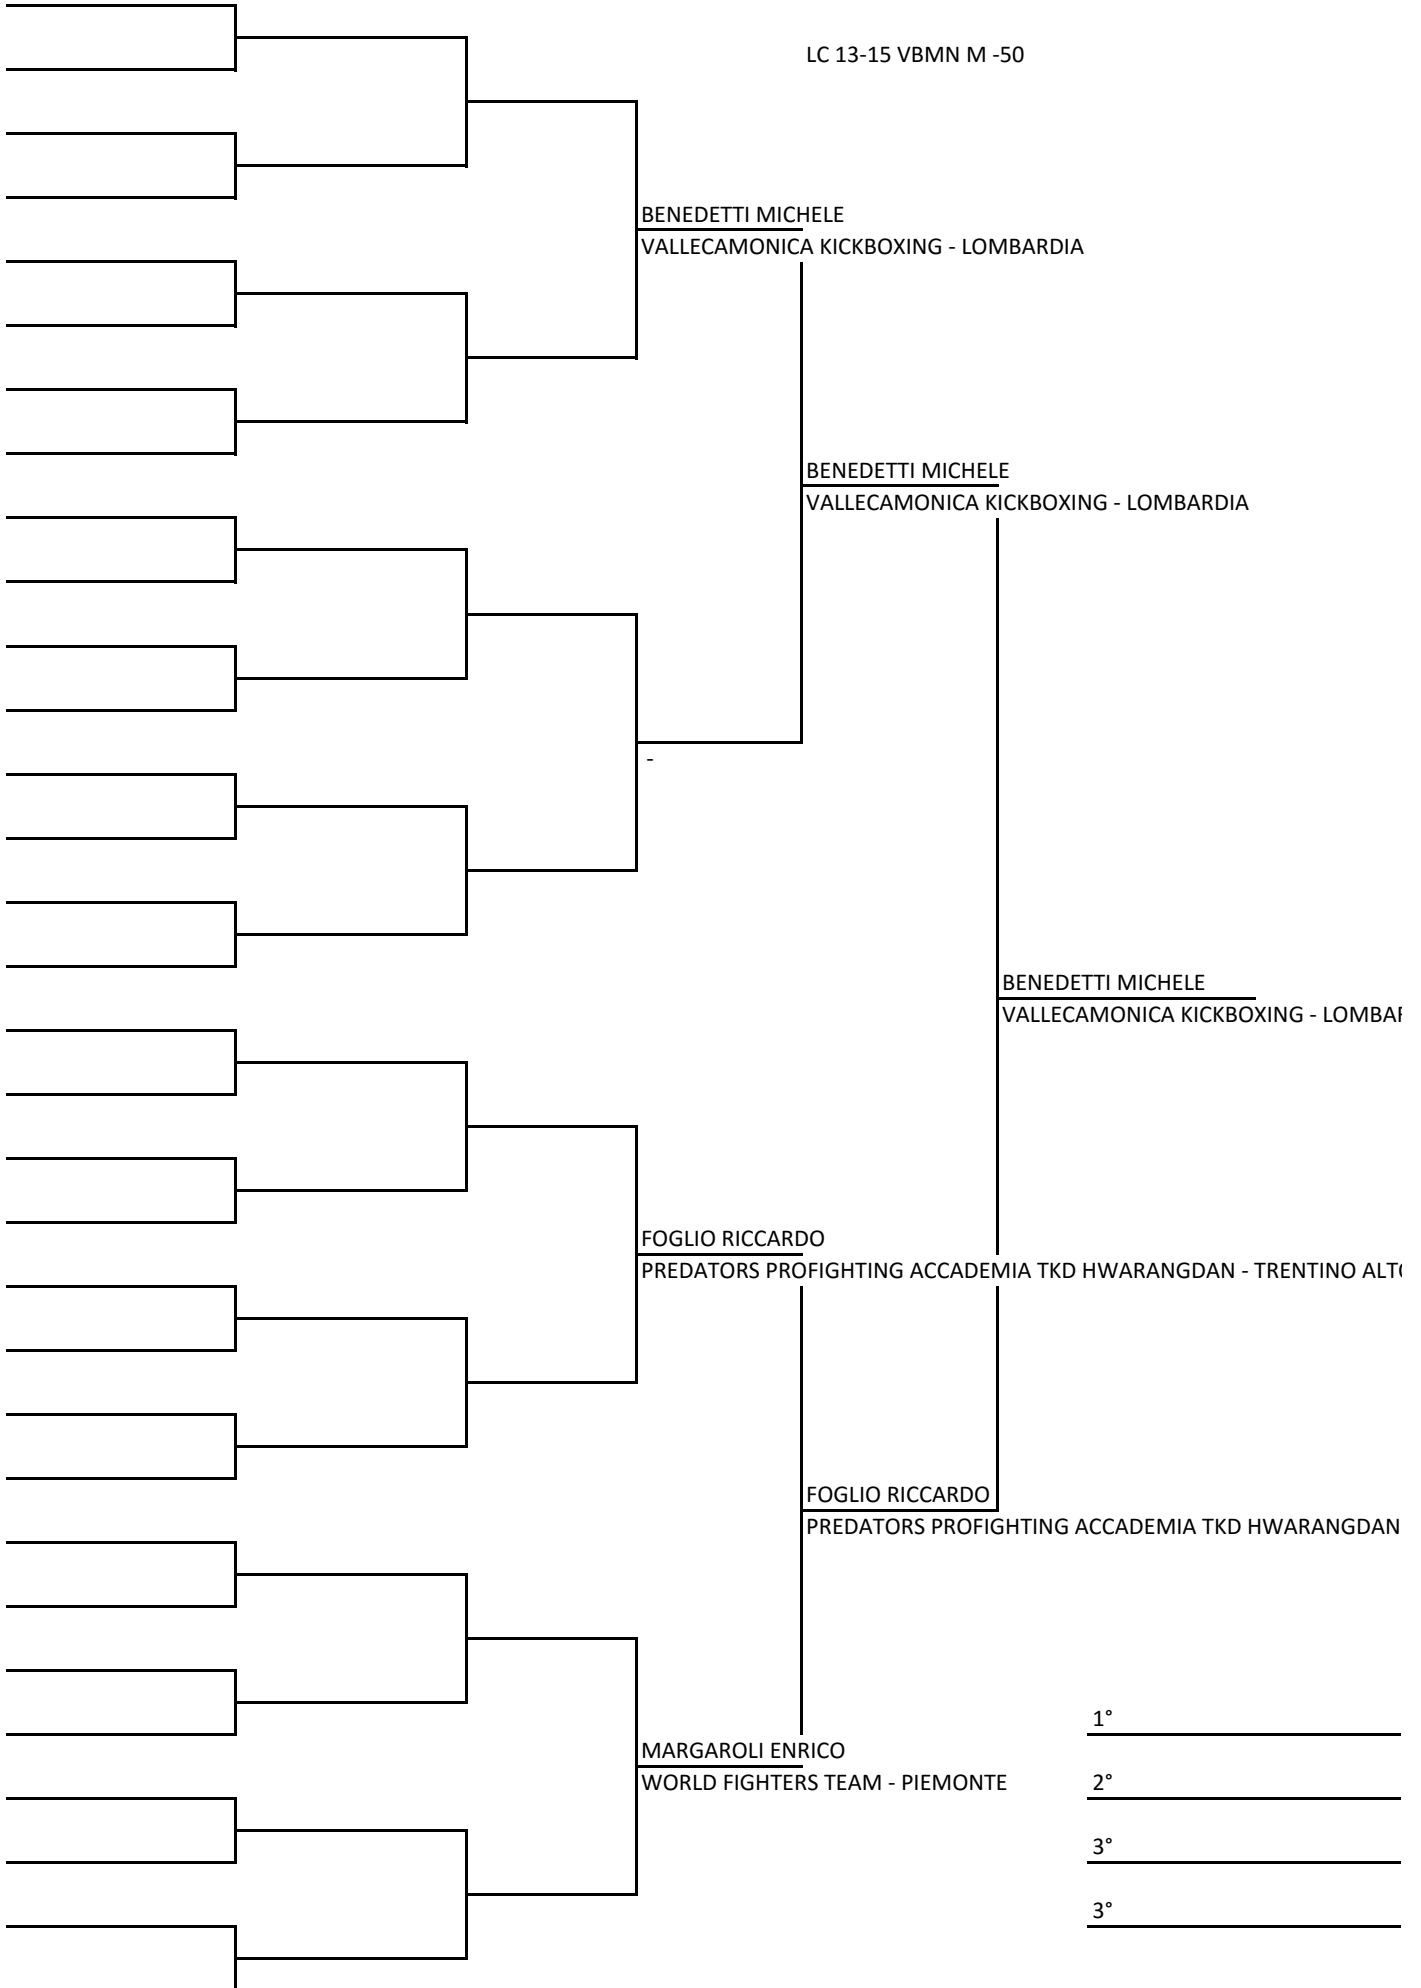 LC 13-15 VBMN M -50
BENEDETTI MICHELE
VALLECAMONICA KICKBOXING - LOMBARDIA
BENEDETTI MICHELE
VALLECAMONICA KICKBOXING - LOMBARDIA
-
BENEDETTI MICHELE
VALLECAMONICA KICKBOXING - LOMBAR
FOGLIO RICCARDO
PREDATORS PROFIGHTING ACCADEMIA TKD HWARANGDAN - TRENTINO ALTO
FOGLIO RICCARDO
PREDATORS PROFIGHTING ACCADEMIA TKD HWARANGDAN
1°
MARGAROLI ENRICO
WORLD FIGHTERS TEAM - PIEMONTE
2°
3°
3°